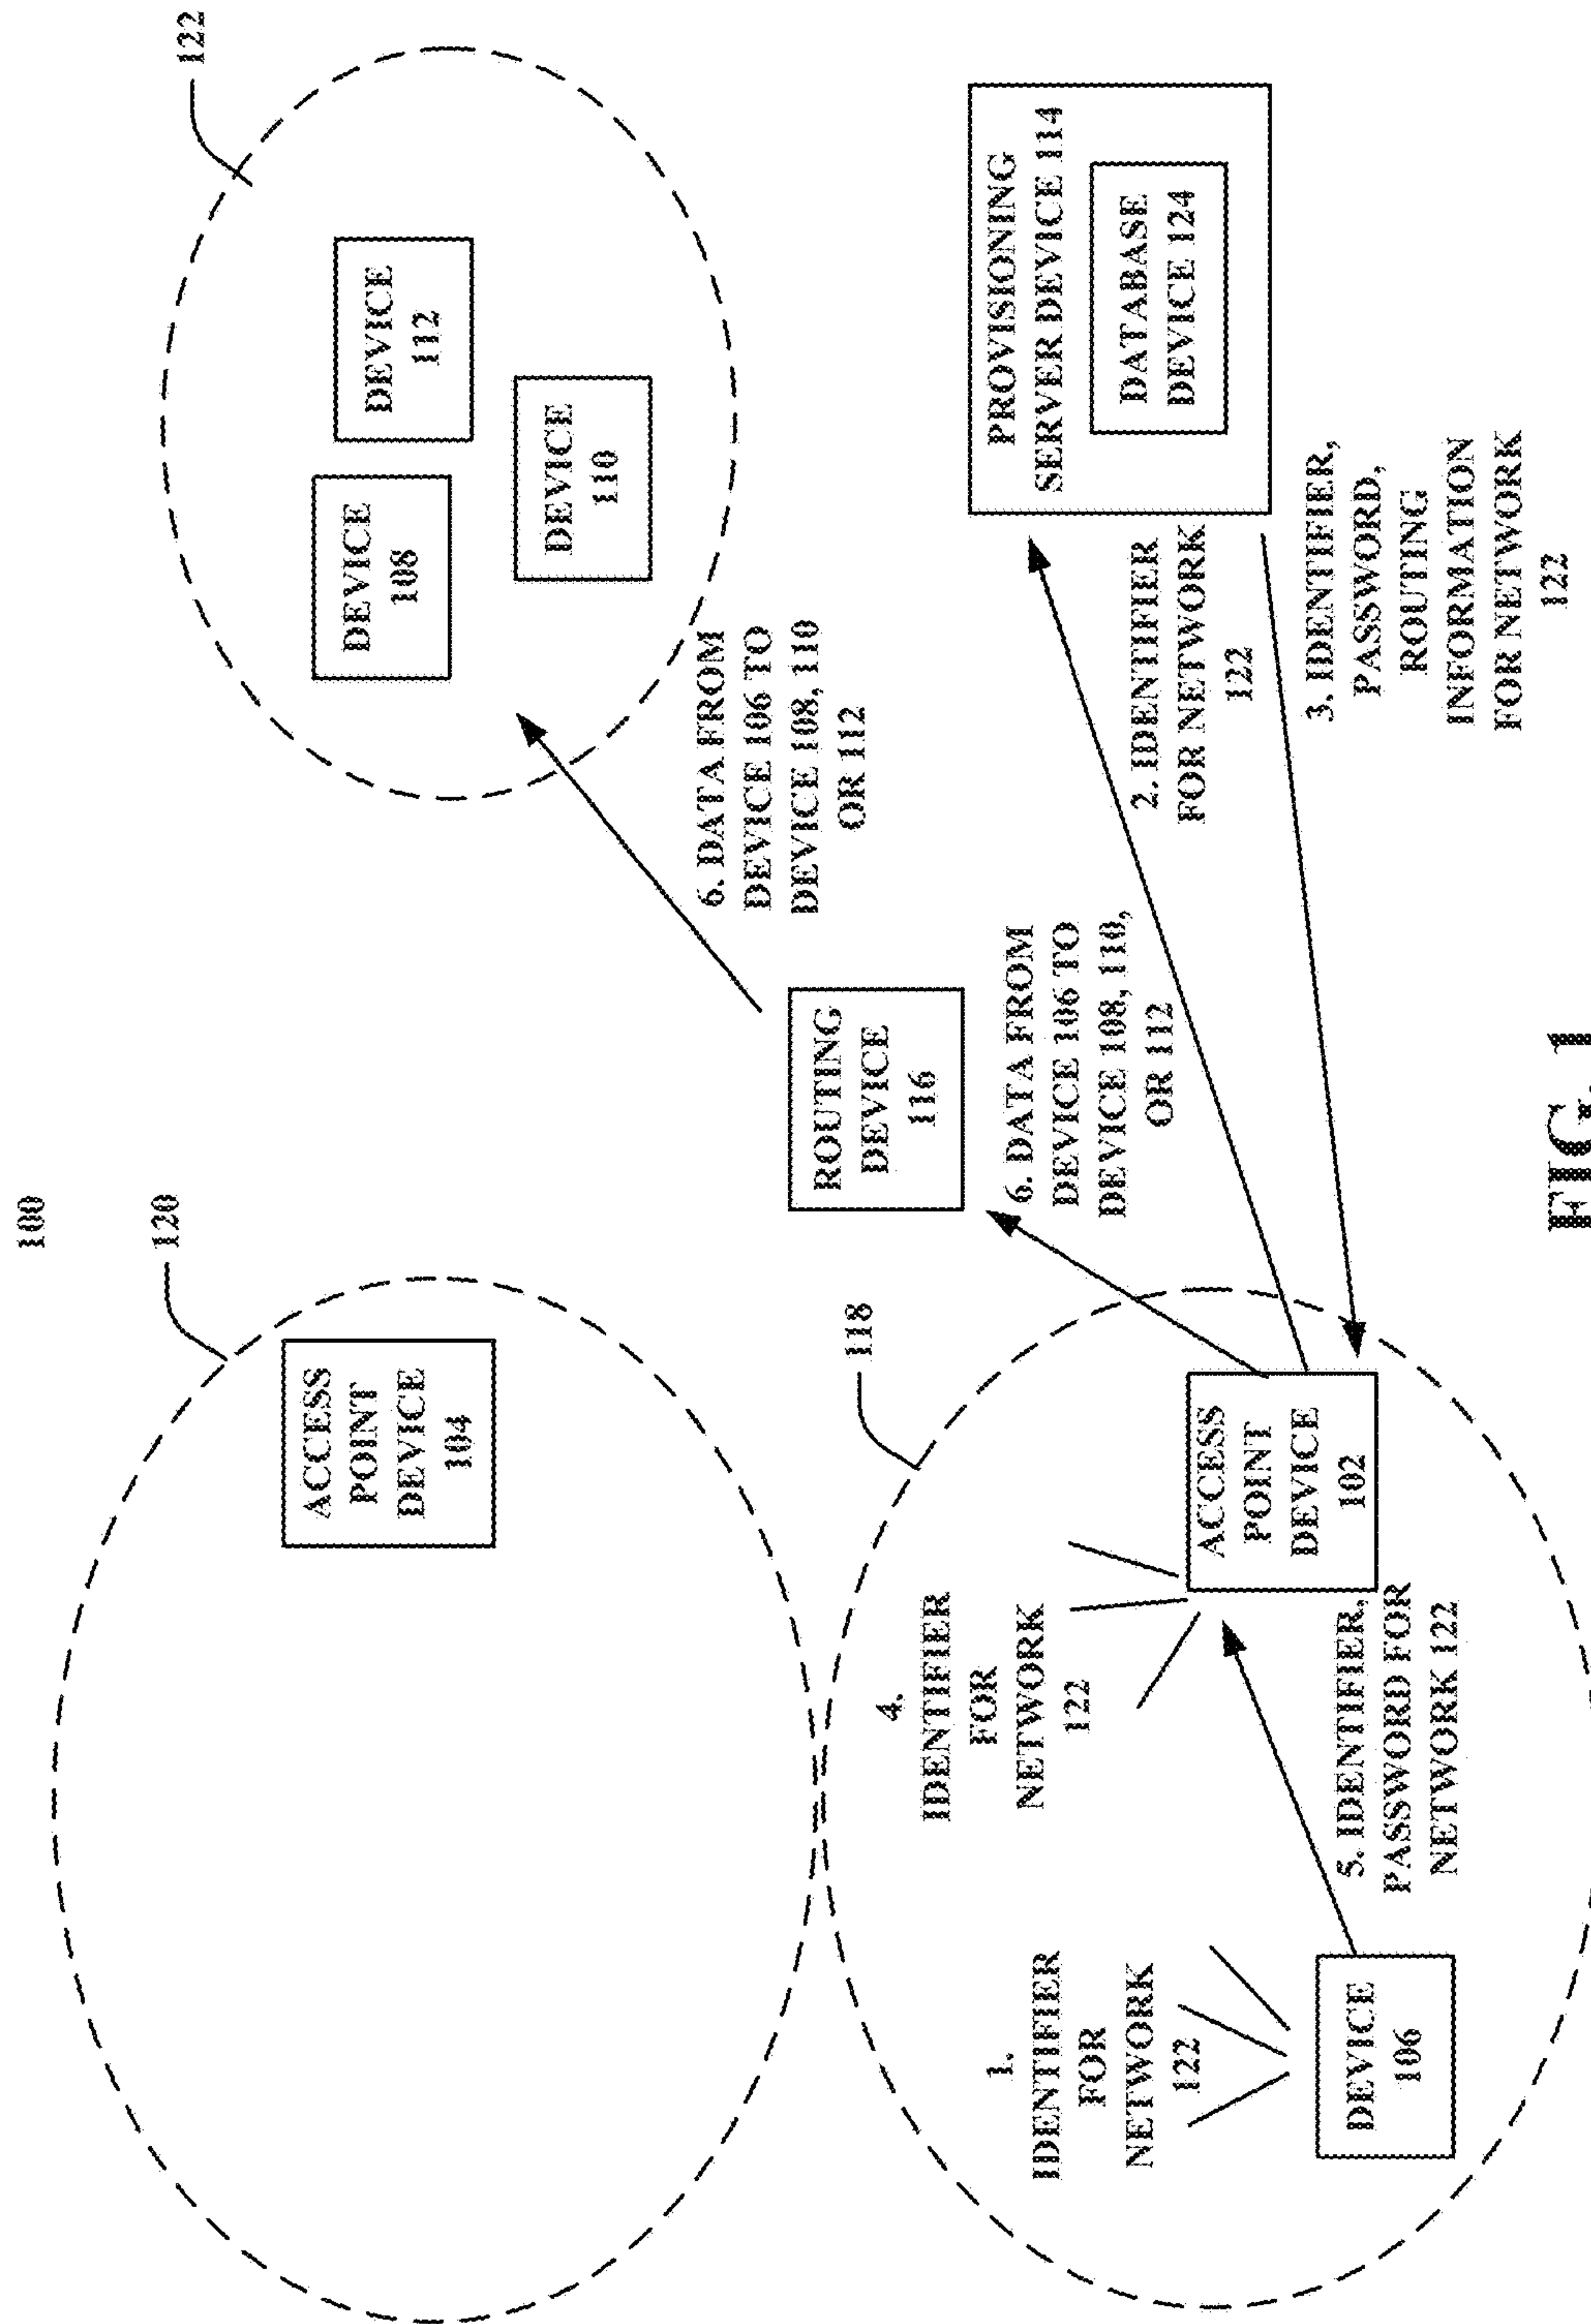 100
120
ACCESS
POINT
DEVICE
104
122
DEVICE
108
DEVICE
112
DEVICE
110
6. DATA FROM
DEVICE 106 TO
DEVICE 108, 110
OR 112
ROUTING
DEVICE
116
118
6. DATA FROM
DEVICE 106 TO
DEVICE 108, 110,
OR 112
PROVISIONING
SERVER DEVICE 114
DATABASE
DEVICE 124
2. IDENTIFIER
FOR NETWORK
122
3. IDENTIFIER,
PASSWORD,
ROUTING
INFORMATION
FOR NETWORK
122
4.
IDENTIFIER
FOR
NETWORK
122
ACCESS
POINT
DEVICE
102
1.
IDENTIFIER
FOR
NETWORK
122
DEVICE
106
5. IDENTIFIER,
PASSWORD FOR
NETWORK 122
FIG. 1